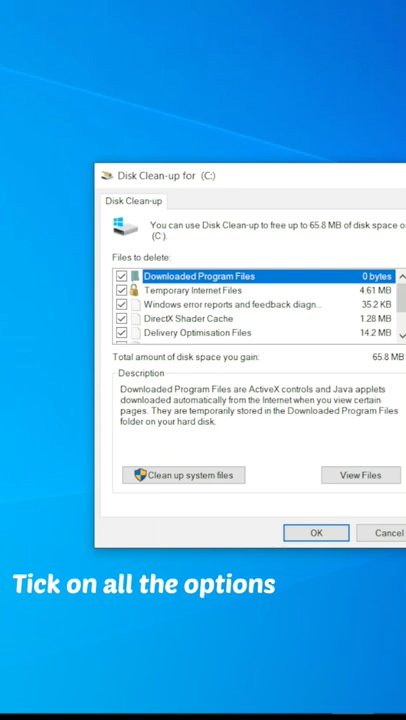 Disk Clean-up for (C:)
Disk Clean-up
You can use Disk Clean-up to free up to 65.8 MB of disk space o
(C:).
Files to delete:
Downloaded Program Files 0 bytes
Temporary Internet Files 4.61 MB
Windows error reports and feedback diagn... 35.2 KB
DirectX Shader Cache 1.28 MB
Delivery Optimisation Files 14.2 MB
Total amount of disk space you gain: 65.8 MB
Description
Downloaded Program Files are ActiveX controls and Java applets
downloaded automatically from the Internet when you view certain
pages. They are temporarily stored in the Downloaded Program Files
folder on your hard disk.
Clean up system files View Files
OK Cancel
Tick on all the options